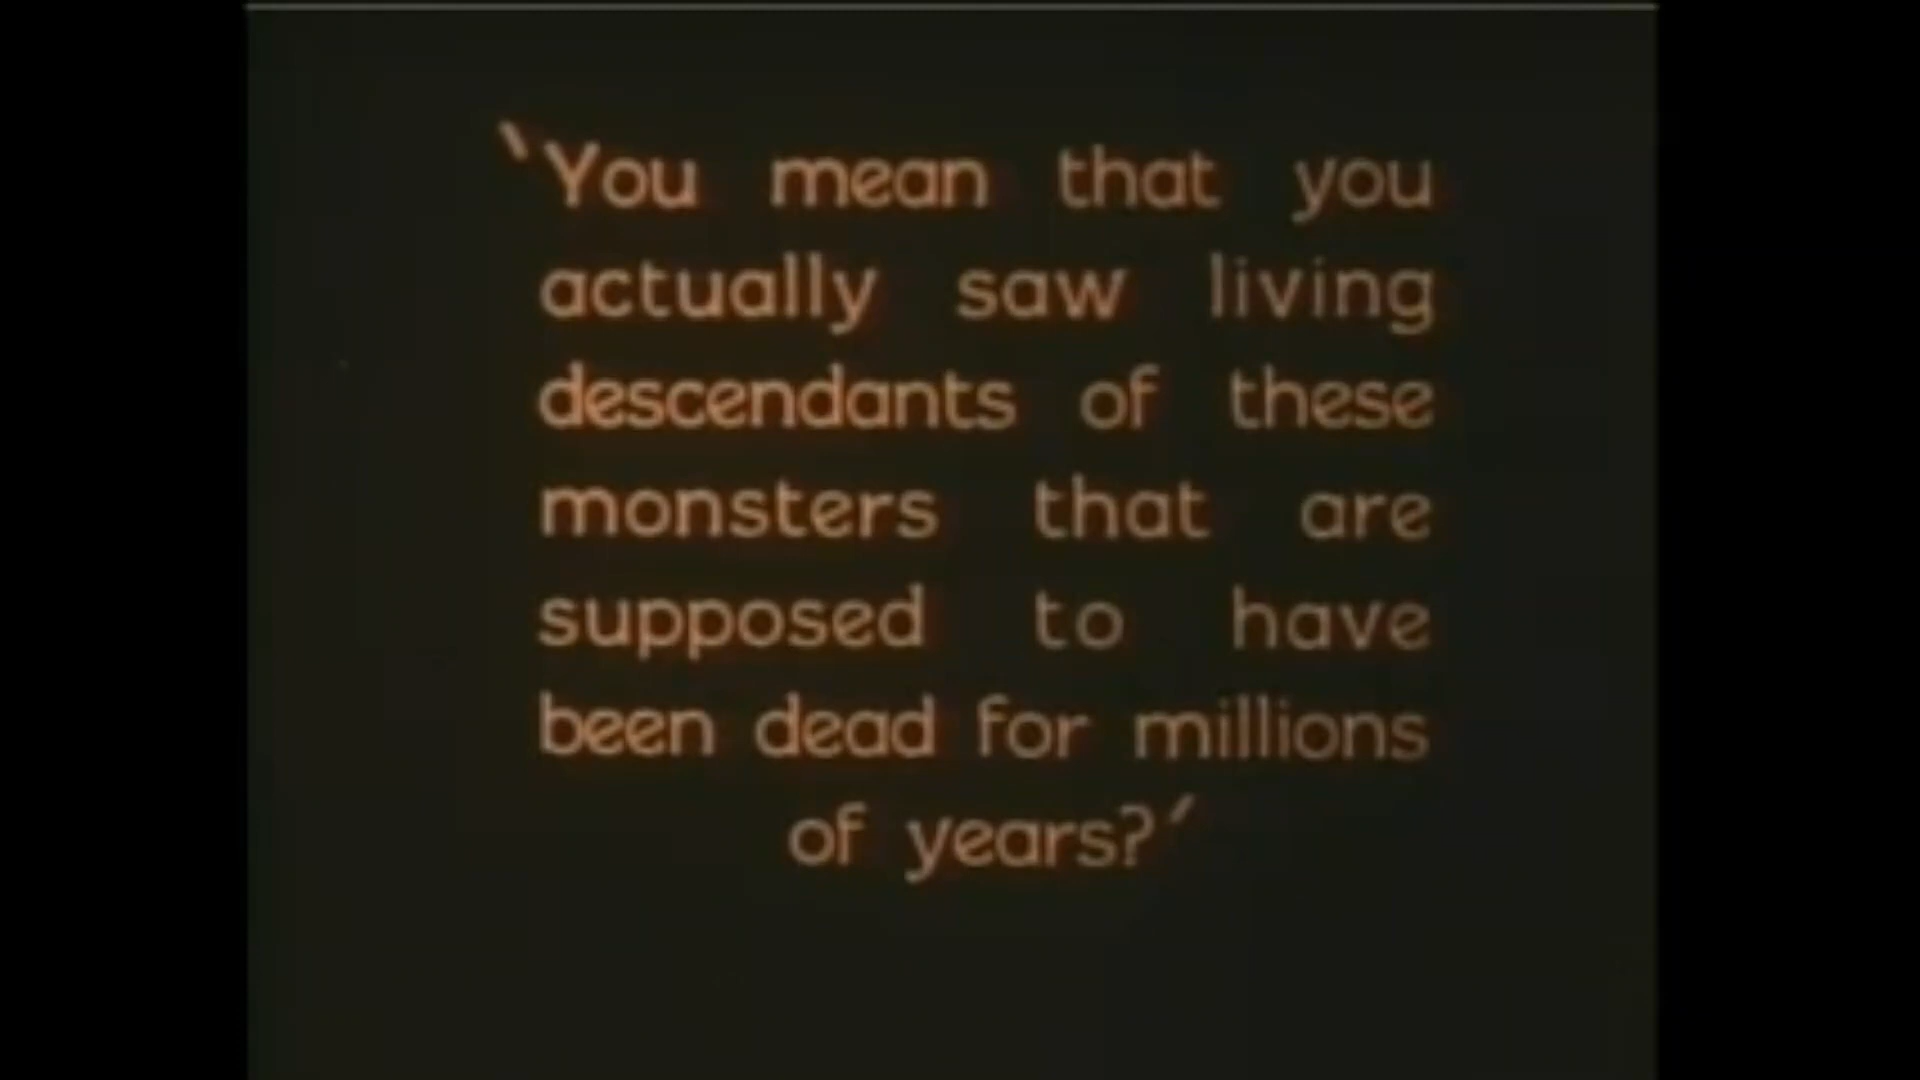 ‵You mean that you
actually saw living
descendants of these
monsters that are
supposed to have
been dead for millions
of years?′